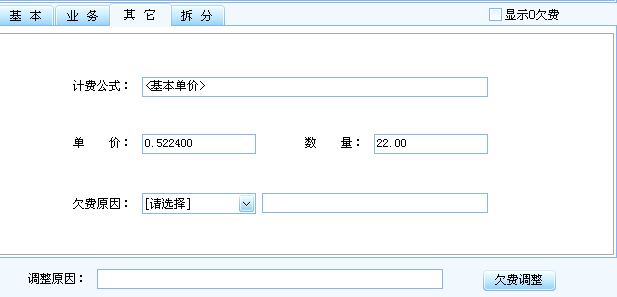 基 本 业 务 其 它 拆 分 显示0欠费
计费公式： <基本单价>
单 价： 0.522400 数 量： 22.00
欠费原因： [请选择]
调整原因： 欠费调整